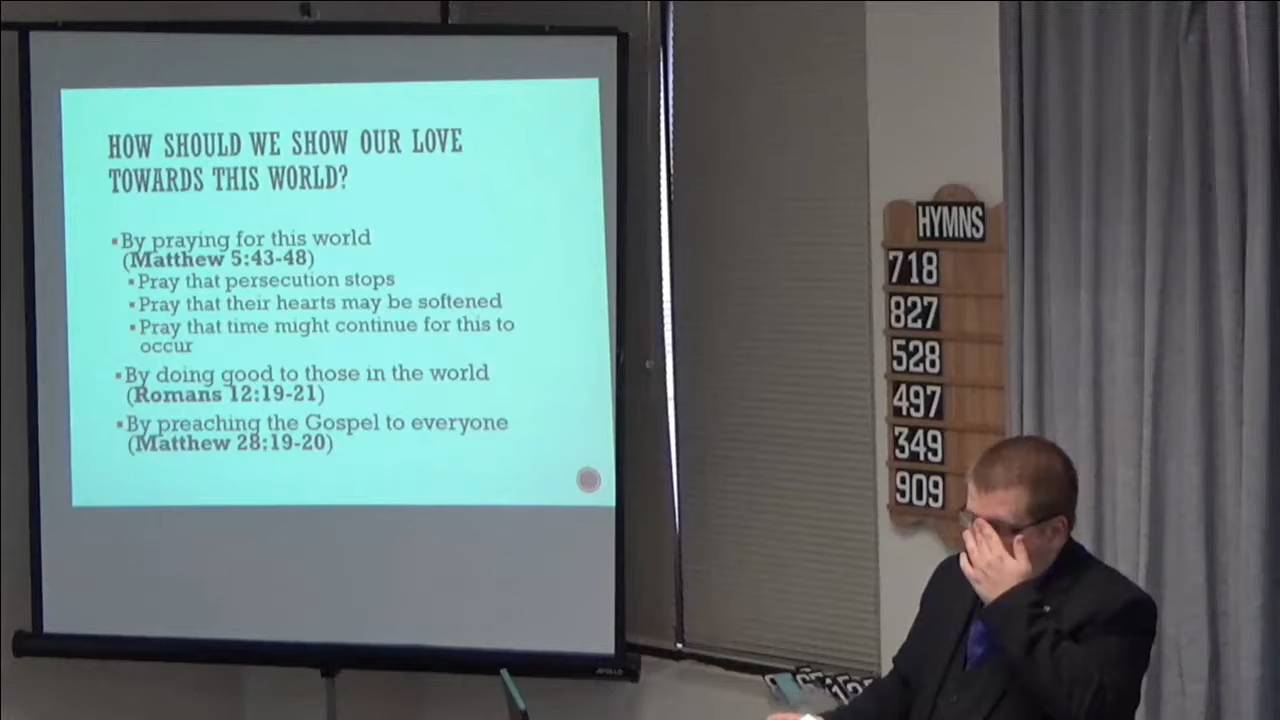 HOW SHOULD WE SHOW OUR LOVE
TOWARDS THIS WORLD?
▪By praying for this world
(Matthew 5:43-48)
▪Pray that persecution stops
▪Pray that their hearts may be softened
▪Pray that time might continue for this to
occur
▪By doing good to those in the world
(Romans 12:19-21)
▪By preaching the Gospel to everyone
(Matthew 28:19-20)
APOLLO
HYMNS
718
827
528
497
349
909